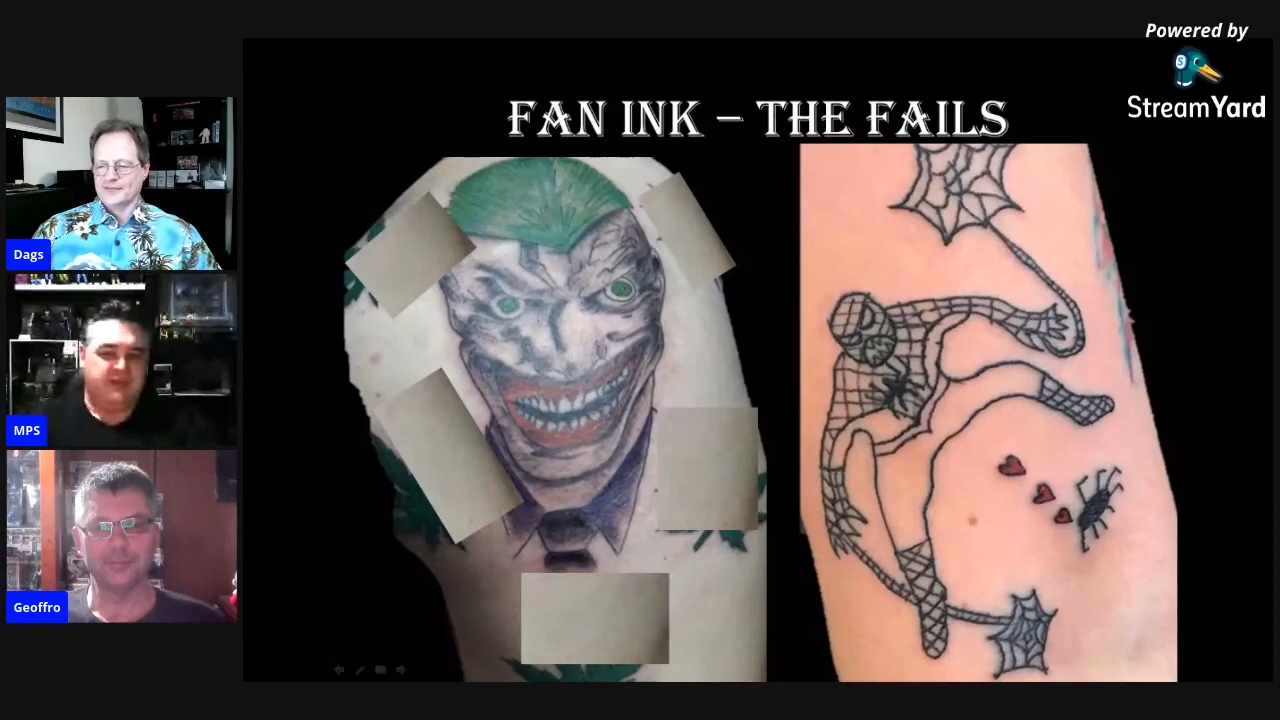 Powered by
StreamYard
FAN INK – THE FAILS
Dags
MPS
Geoffro